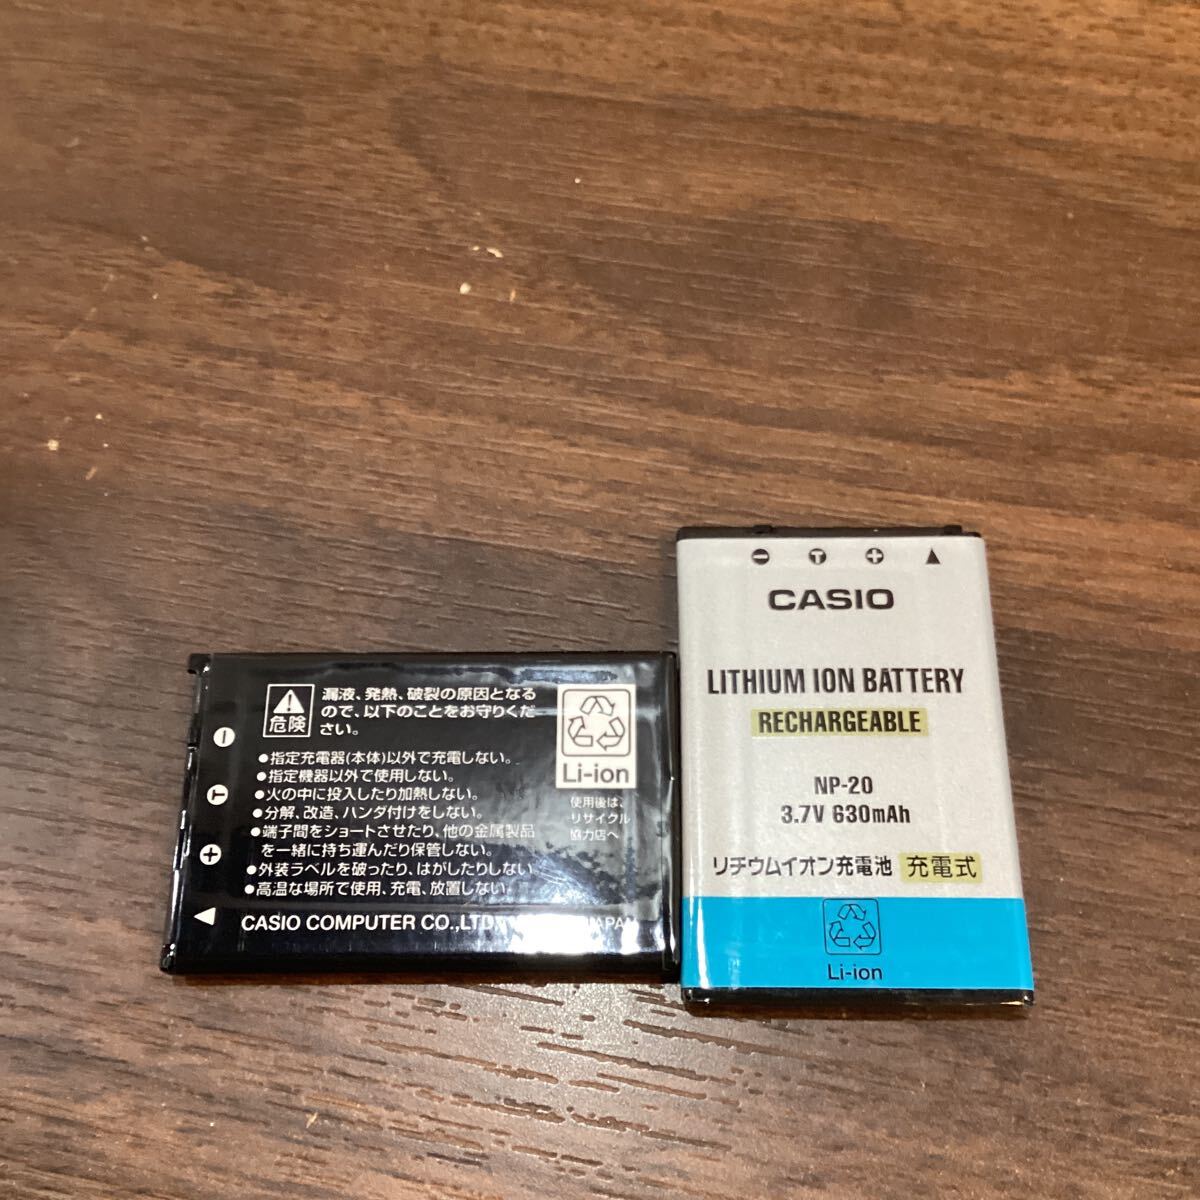 危険
漏液、発熱、破裂の原因となる
ので、以下のことをお守りくだ
さい。
●指定充電器(本体)以外で充電しない。
●指定機器以外で使用しない。
●火の中に投入したり加熱しない。
●分解、改造、ハンダ付けをしない。
●端子間をショートさせたり、他の金属製品
を一緒に持ち運んだり保管しない。
●外装ラベルを破ったり、はがしたりしない
●高温な場所で使用、充電、放置しない
CASIO COMPUTER CO.,LTD. JAPAN
Li-ion
使用後は、
リサイクル
協力店へ
− T +
− T +
CASIO
LITHIUM ION BATTERY
RECHARGEABLE
NP-20
3.7V 630mAh
リチウムイオン充電池 充電式
Li-ion